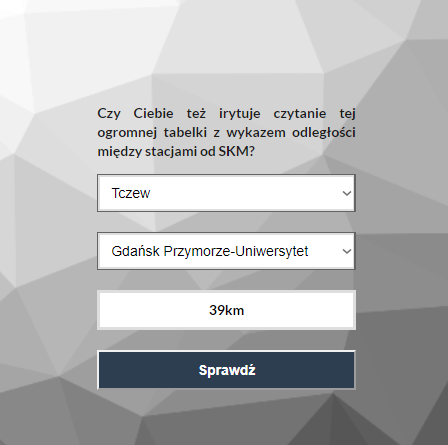 Czy Ciebie też irytuje czytanie tej
ogromnej tabelki z wykazem odległości
między stacjami od SKM?
Tczew
Gdańsk Przymorze-Uniwersytet
39km
Sprawdź